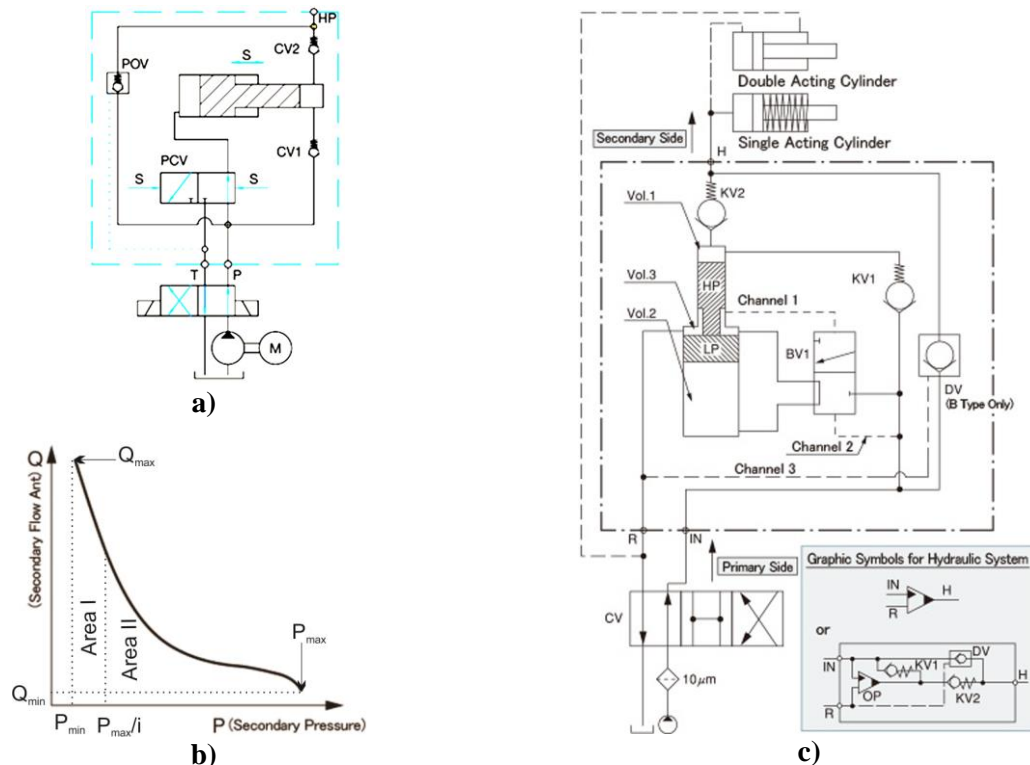 HP
CV2
S
POV
CV1
PCV
S
S
T
P
M
a)
Q
Qmax
(Secondary Flow Ant)
Area I
Area II
Pmax
Qmin
Pmin
Pmax/i
P (Secondary Pressure)
b)
Double Acting Cylinder
Single Acting Cylinder
Secondary Side
H
KV2
Vol.1
KV1
Vol.3
HP
Channel 1
Vol.2
LP
BV1
DV
(B Type Only)
Channel 2
Channel 3
R
IN
Primary Side
CV
10μm
Graphic Symbols for Hydraulic System
IN
H
R
or
IN
DV
KV1
H
OP
KV2
R
c)